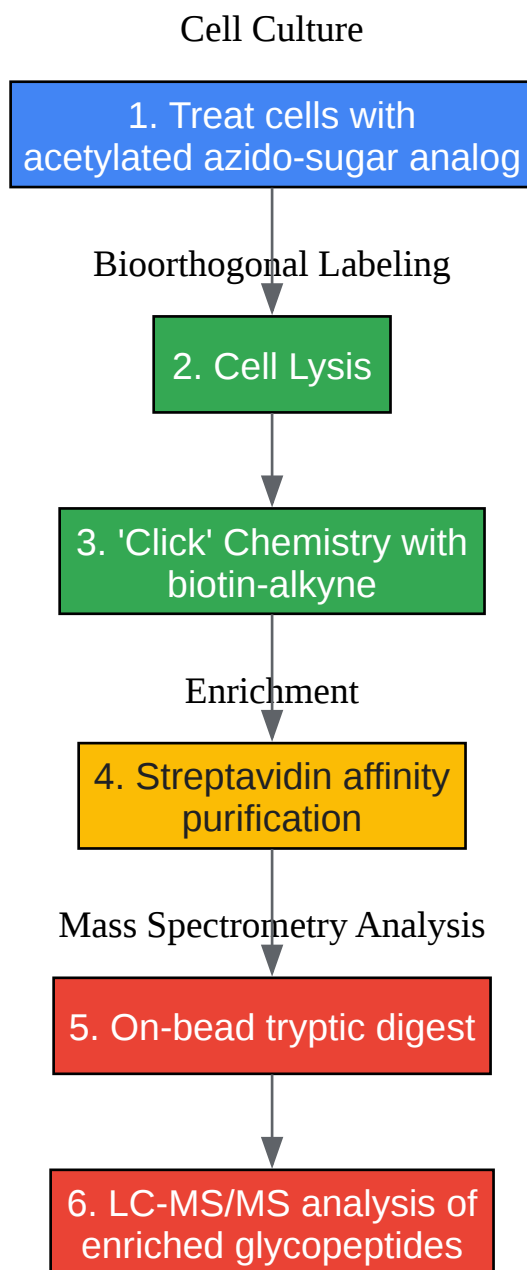 Cell Culture
1. Treat cells with
acetylated azido-sugar analog
Bioorthogonal Labeling
2. Cell Lysis
3. 'Click' Chemistry with
biotin-alkyne
Enrichment
4. Streptavidin affinity
purification
Mass Spectrometry Analysis
5. On-bead tryptic digest
6. LC-MS/MS analysis of
enriched glycopeptides